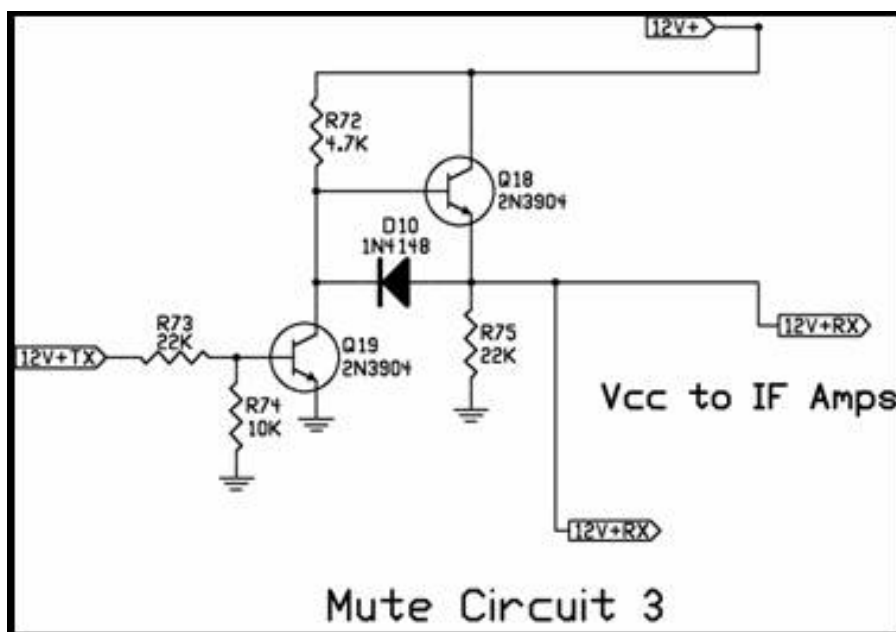 12V+
R72
4.7K
Q18
2N3904
D10
1N4148
R73
22K
12V+TX
Q19
2N3904
R75
22K
12V+RX
R74
10K
Vcc to IF Amps
12V+RX
Mute Circuit 3